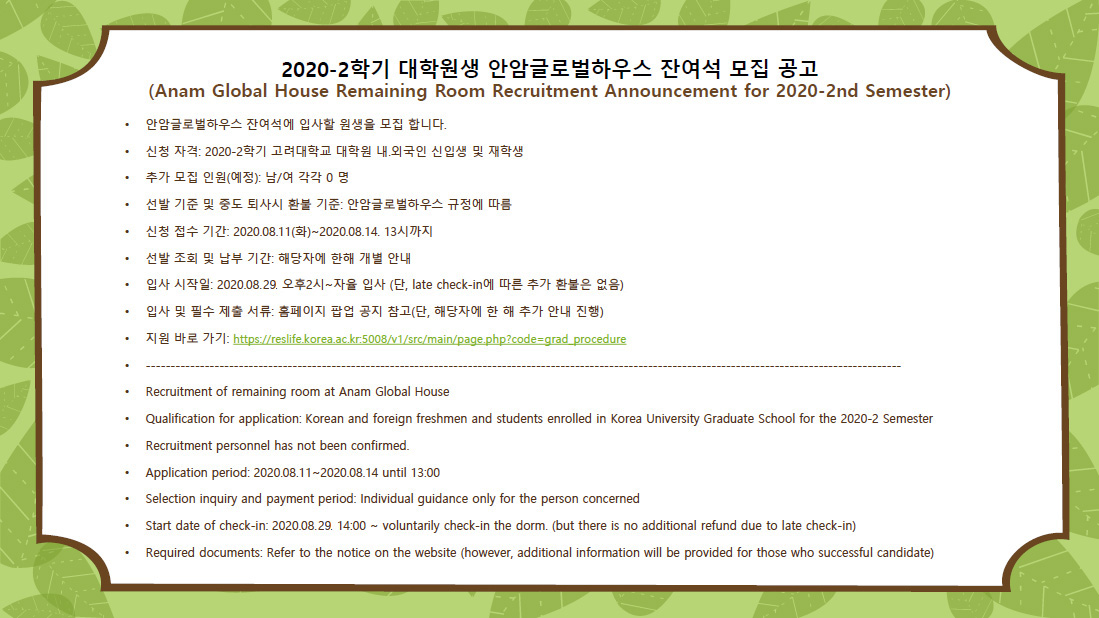 2020-2학기 대학원생 안암글로벌하우스 잔여석 모집 공고
(Anam Global House Remaining Room Recruitment Announcement for 2020-2nd Semester)
• 안암글로벌하우스 잔여석에 입사할 원생을 모집 합니다.
• 신청 자격: 2020-2학기 고려대학교 대학원 내.외국인 신입생 및 재학생
• 추가 모집 인원(예정): 남/여 각각 0 명
• 선발 기준 및 중도 퇴사시 환불 기준: 안암글로벌하우스 규정에 따름
• 신청 접수 기간: 2020.08.11(화)~2020.08.14. 13시까지
• 선발 조회 및 납부 기간: 해당자에 한해 개별 안내
• 입사 시작일: 2020.08.29. 오후2시~자율 입사 (단, late check-in에 따른 추가 환불은 없음)
• 입사 및 필수 제출 서류: 홈페이지 팝업 공지 참고(단, 해당자에 한 해 추가 안내 진행)
• 지원 바로 가기: https://reslife.korea.ac.kr:5008/v1/src/main/page.php?code=grad_procedure
• ------------------------------------------------------------------------------------------------------------------------------------------------------
• Recruitment of remaining room at Anam Global House
• Qualification for application: Korean and foreign freshmen and students enrolled in Korea University Graduate School for the 2020-2 Semester
• Recruitment personnel has not been confirmed.
• Application period: 2020.08.11~2020.08.14 until 13:00
• Selection inquiry and payment period: Individual guidance only for the person concerned
• Start date of check-in: 2020.08.29. 14:00 ~ voluntarily check-in the dorm. (but there is no additional refund due to late check-in)
• Required documents: Refer to the notice on the website (however, additional information will be provided for those who successful candidate)